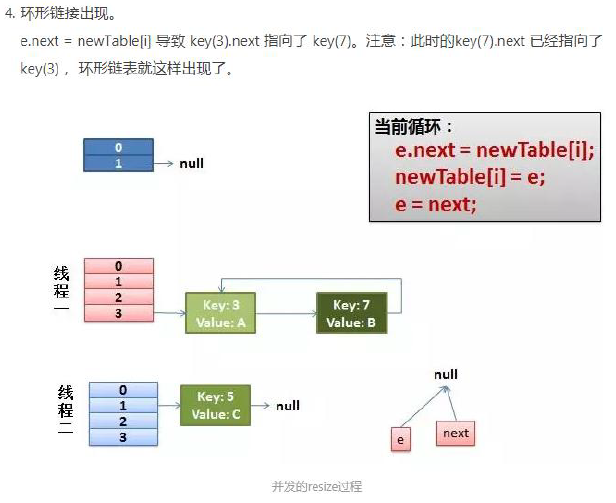 4. 环形链接出现。
e.next = newTable[i] 导致 key(3).next 指向了 key(7)。注意：此时的key(7).next 已经指向了
key(3) ，环形链表就这样出现了。
0
1
null
当前循环：
e.next = newTable[i];
newTable[i] = e;
e = next;
线程一
0
1
2
3
Key: 3
Value: A
Key: 7
Value: B
线程二
0
1
2
3
Key: 5
Value: C
null
null
e
next
并发的resize过程